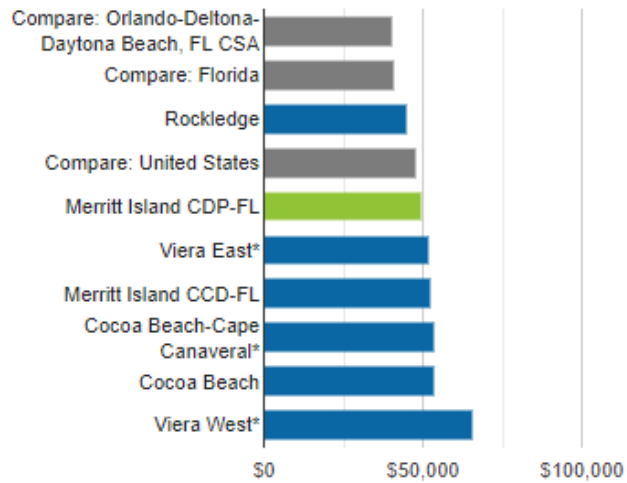 Compare: Orlando-Deltona-
Daytona Beach, FL CSA
Compare: Florida
Rockledge
Compare: United States
Merritt Island CDP-FL
Viera East*
Merritt Island CCD-FL
Cocoa Beach-Cape
Canaveral*
Cocoa Beach
Viera West*
$0 $50,000 $100,000